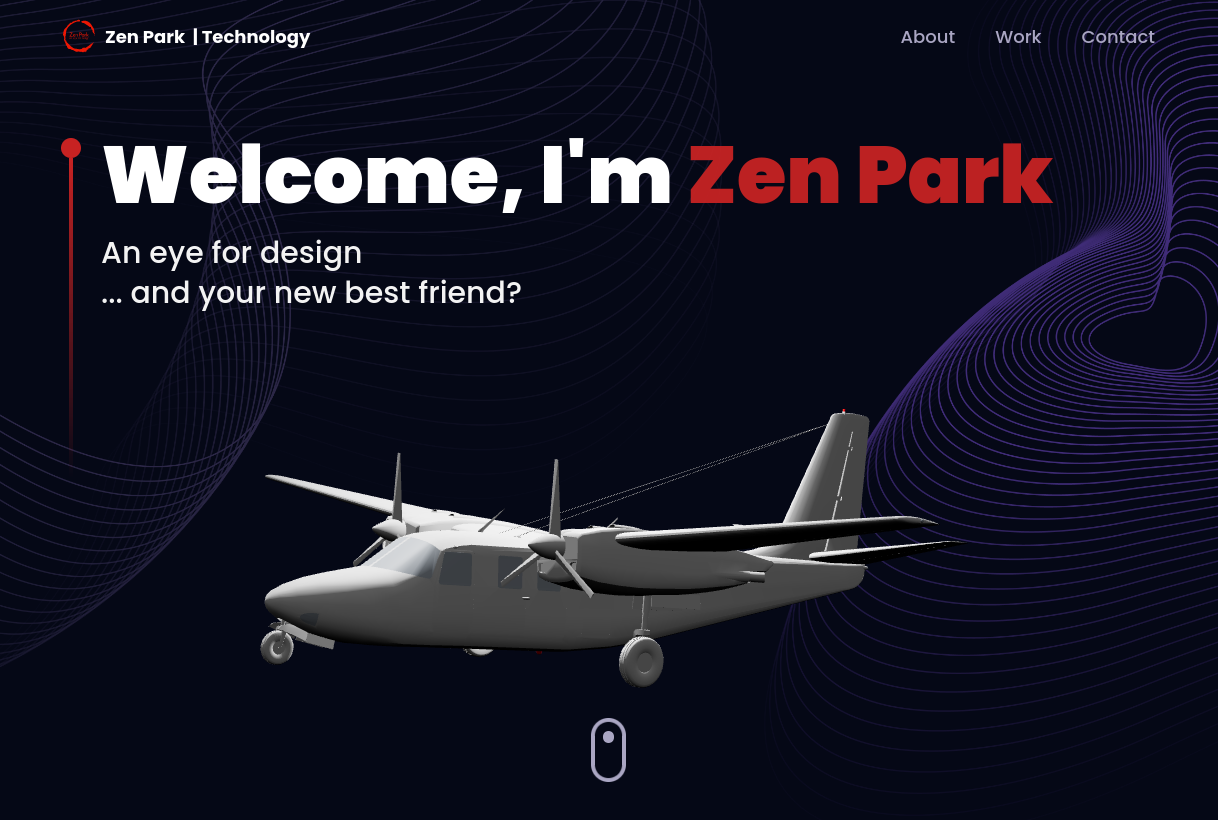 Zen Park | Technology
About
Work
Contact
Welcome, I'm Zen Park
An eye for design
... and your new best friend?